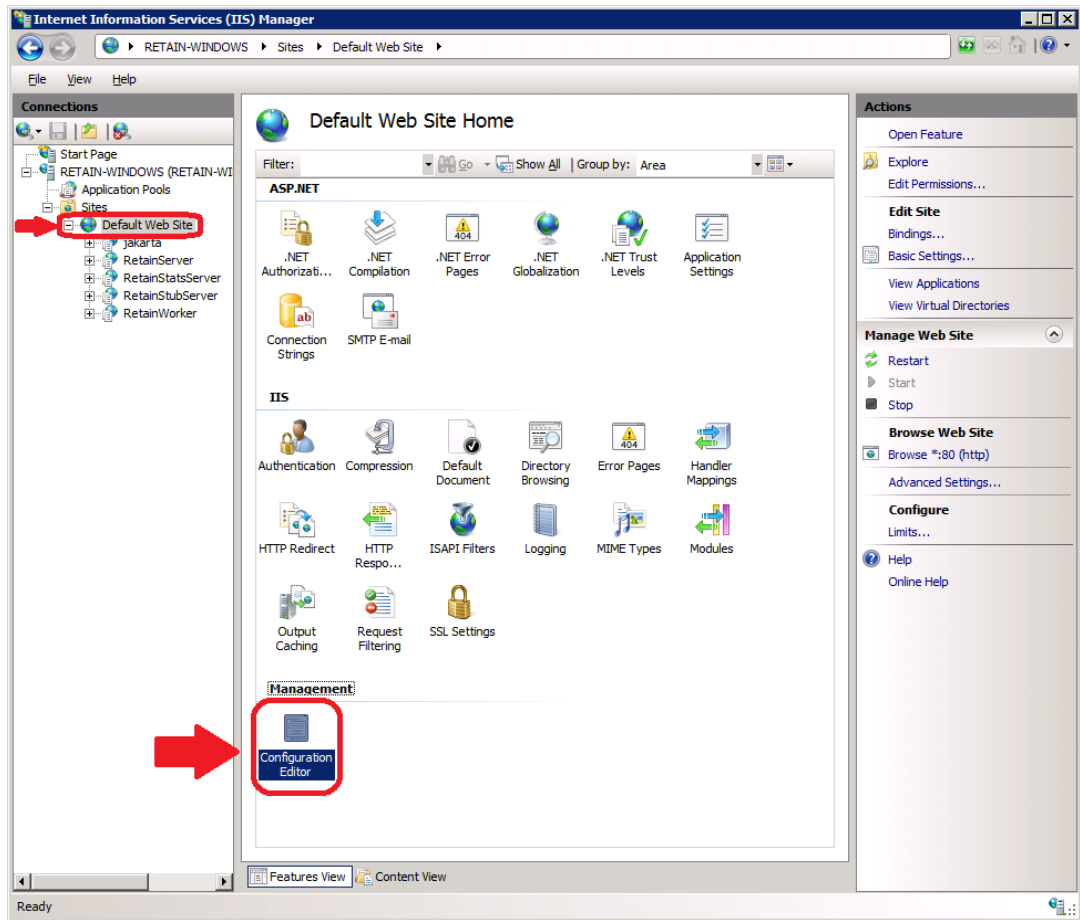 Internet Information Services (IIS) Manager
RETAIN-WINDOWS Sites Default Web Site
File View Help
Connections
Start Page
RETAIN-WINDOWS (RETAIN-WI
Application Pools
Sites
Default Web Site
jakarta
RetainServer
RetainStatsServer
RetainStubServer
RetainWorker
Default Web Site Home
Filter: Go Show All Group by: Area
ASP.NET
.NET Authorizati...
.NET Compilation
.NET Error Pages
.NET Globalization
.NET Trust Levels
Application Settings
Connection Strings
SMTP E-mail
IIS
Authentication
Compression
Default Document
Directory Browsing
Error Pages
Handler Mappings
HTTP Redirect
HTTP Respo...
ISAPI Filters
Logging
MIME Types
Modules
Output Caching
Request Filtering
SSL Settings
Management
Configuration Editor
Features View Content View
Actions
Open Feature
Explore
Edit Permissions...
Edit Site
Bindings...
Basic Settings...
View Applications
View Virtual Directories
Manage Web Site
Restart
Start
Stop
Browse Web Site
Browse *:80 (http)
Advanced Settings...
Configure
Limits...
Help
Online Help
Ready